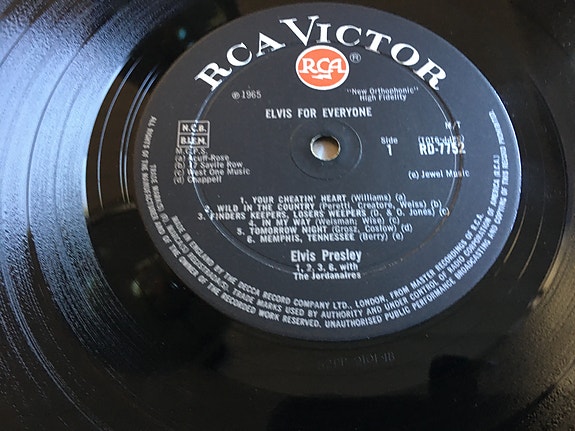 RCA VICTOR
RCA
®
℗1965
"New Orthophonic"
High Fidelity
ELVIS FOR EVERYONE
N.C.B.
B.I.E.M.
M.C.P.S.
(a) Acuff-Rose
(b) 17 Savile Row
(c) West One Music
(d) Chappell
Side
1
RD-7752
(e) Jewel Music
1. YOUR CHEATIN' HEART (Williams) (a)
2. WILD IN THE COUNTRY (Peretti, Creatore, Weiss) (b)
3. FINDERS KEEPERS, LOSERS WEEPERS (D. & O. Jones) (c)
4. IN MY WAY (Weisman; Wise) (c)
5. TOMORROW NIGHT (Grosz, Coslow) (d)
6. MEMPHIS, TENNESSEE (Berry) (e)
Elvis Presley
1, 2, 3, 6, with
The Jordanaires
MADE IN ENGLAND BY THE DECCA RECORD COMPANY LTD., LONDON, FROM MASTER RECORDINGS OF R.C.A.
TRADE MARKS USED BY AUTHORITY AND UNDER CONTROL OF RADIO CORPORATION OF AMERICA (R.C.A.)
ALL RIGHTS OF THE MANUFACTURER AND OF THE OWNER OF THE RECORDED WORK RESERVED. UNAUTHORISED PUBLIC PERFORMANCE BROADCASTING AND COPYING OF THIS RECORD PROHIBITED.